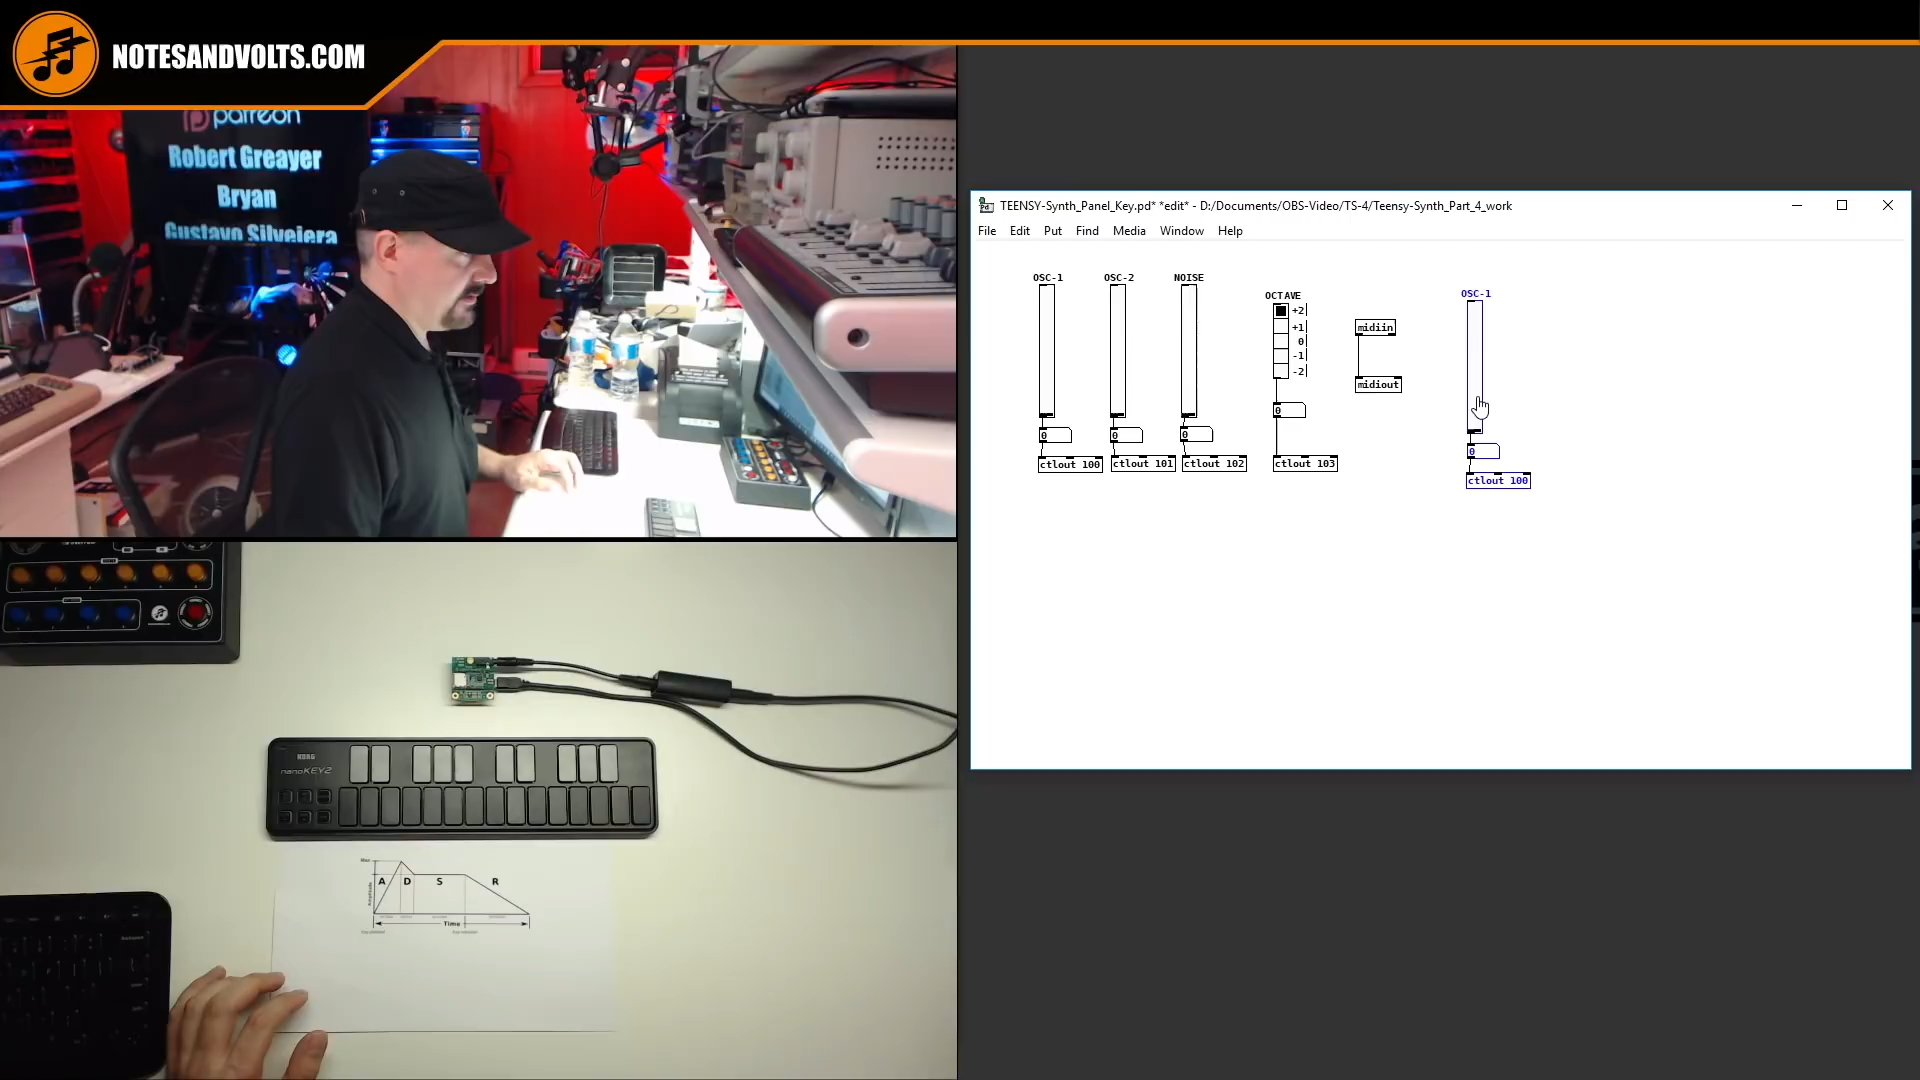 NOTESANDVOLTS.COM
patreon
Robert Greayer
Bryan
Gustavo Silveiera
TEENSY-Synth_Panel_Key.pd* *edit* - D:/Documents/OBS-Video/TS-4/Teensy-Synth_Part_4_work
File Edit Put Find Media Window Help
OSC-1 OSC-2 NOISE
OCTAVE
+2
+1
0
-1
-2
0
0
0
0
ctlout 100
ctlout 101
ctlout 102
ctlout 103
midiin
midiout
OSC-1
0
ctlout 100
KORG
nanoKEY2
A D S R
Time